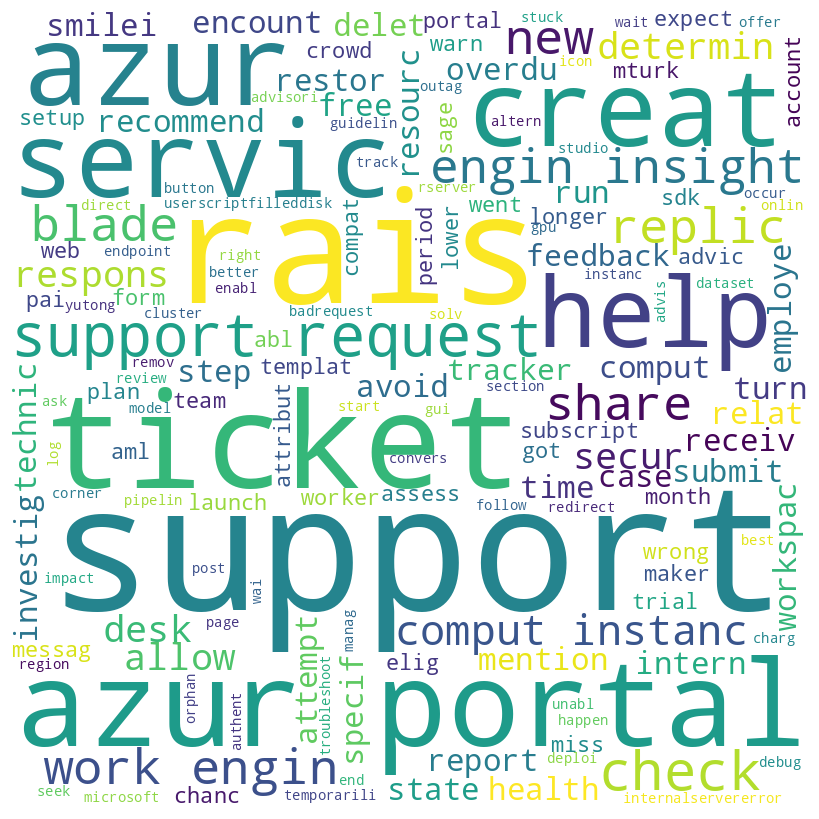 smilei
encount
delet
portal
stuck
wait
expect
offer
azur
new
crowd
warn
icon
determin
restor
overdu
mturk
account
advisori
free
outag
resourc
creat
setup
recommend
guidelin
sage
altern
servic
track
engin insight
studio
button
userscriptfilleddisk
rserver
run
sdk
occur
onlin
direct
blade
rais
compat
period
lower
went
longer
gpu
replic
web
endpoint
right
better
enabl
feedback
advic
respons
instanc
dataset
employe
pai
yutong
form
cluster
badrequest
solv
help
advis
support request
abl
remov
step
templat
tracker
comput
technic
ask
plan
review
model
team
attribut
avoid
section
share
turn
start
gui
relat
ticket
subscript
log
aml
convers
got
secur
receiv
case
submit
corner
pipelin
launch
worker
assess
follow
time
redirect
month
workspac
investig
support
wrong
best
impact
post
wai
maker
trial
page
desk
manag
comput instanc
charg
messag
allow
attempt
specif
elig
mention
intern
region
troubleshoot
orphan
authent
azur portal
unabl
happen
miss
work engin
end
report
deploi
check
debug
seek
microsoft
chanc
temporarili
state
health
internalservererror